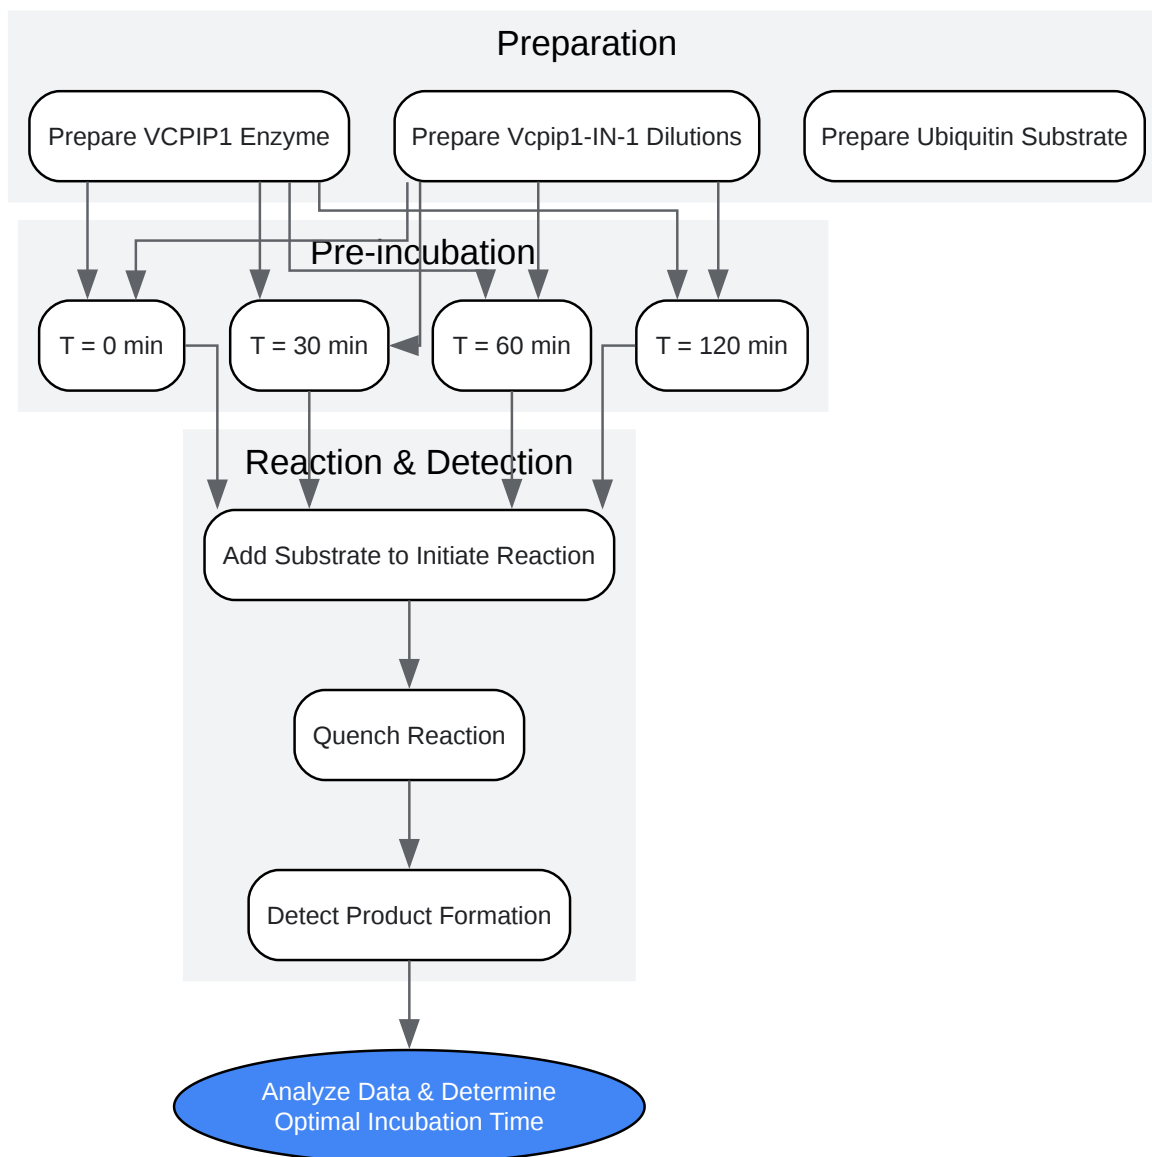 Preparation
Prepare VCPIP1 Enzyme
Prepare Vcpip1-IN-1 Dilutions
Prepare Ubiquitin Substrate
Pre-incubation
T = 0 min
T = 30 min
T = 60 min
T = 120 min
Reaction & Detection
Add Substrate to Initiate Reaction
Quench Reaction
Detect Product Formation
Analyze Data & Determine
Optimal Incubation Time